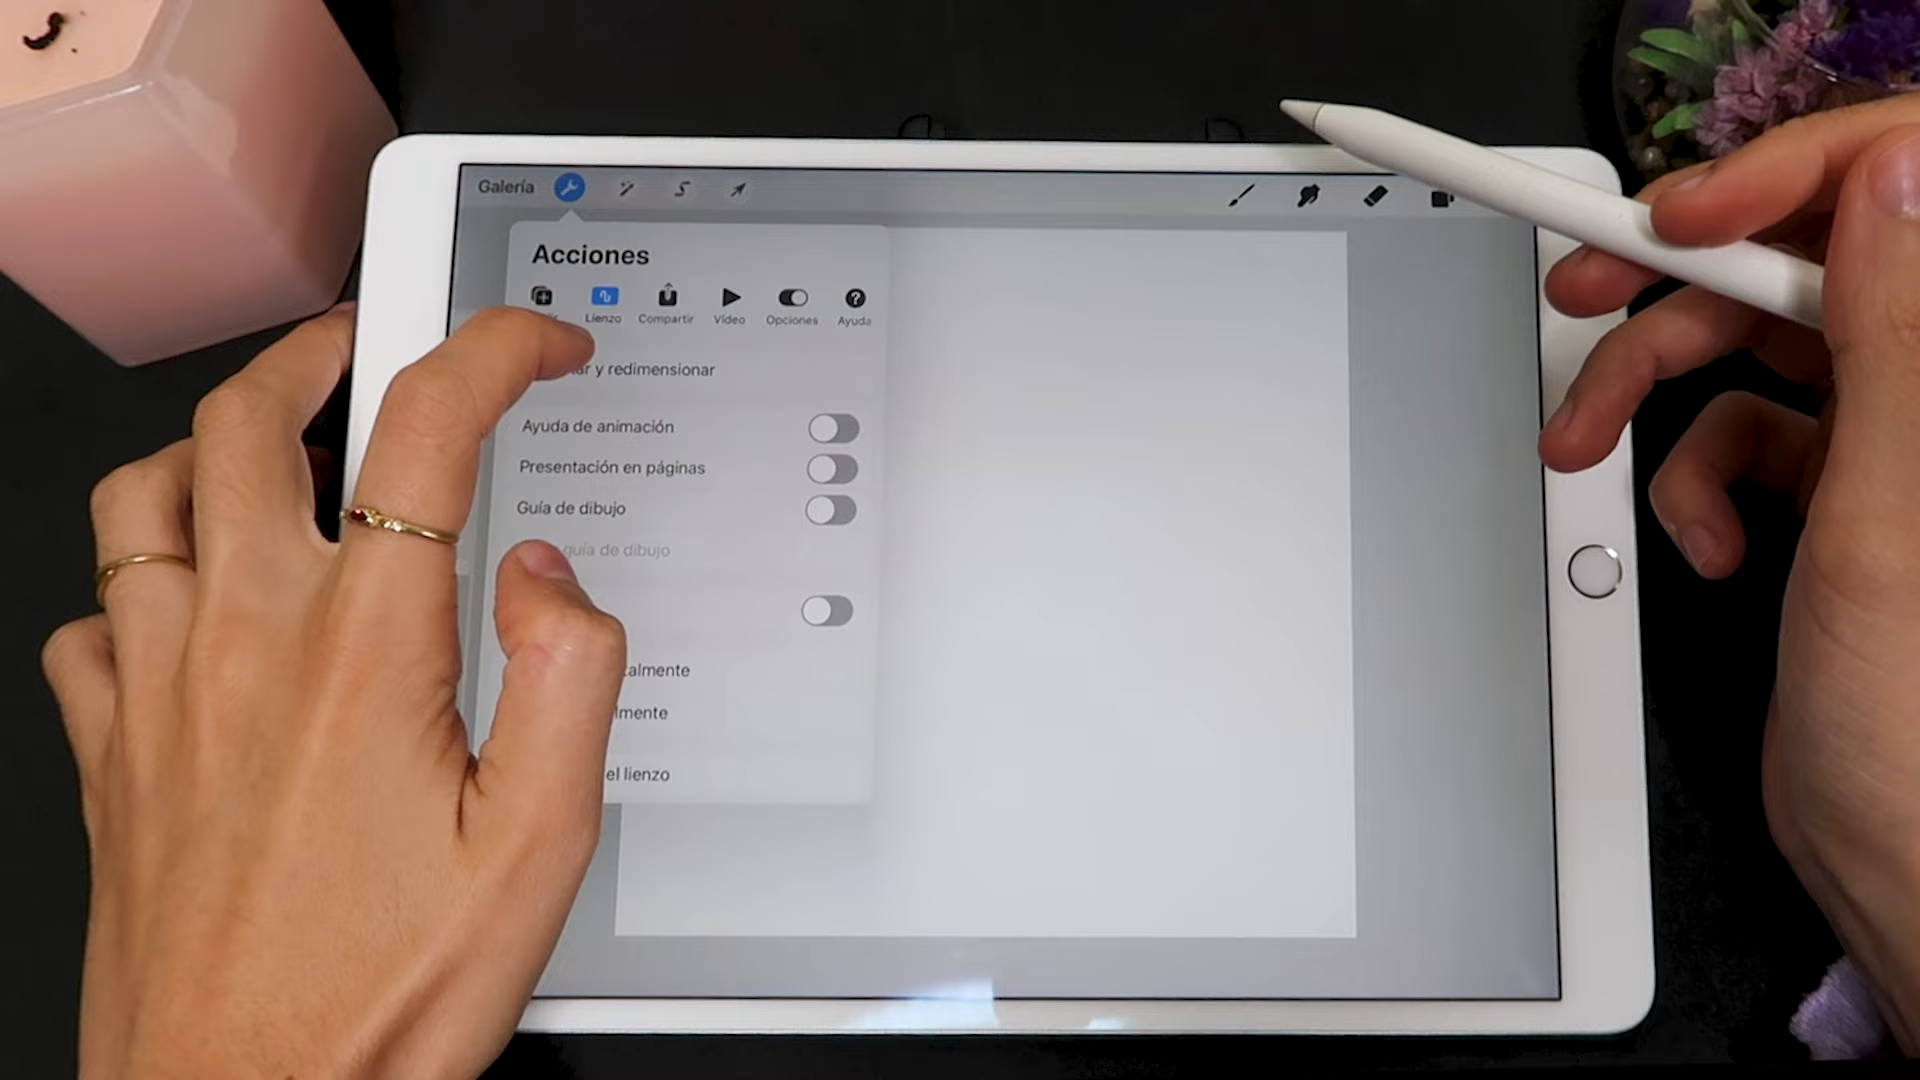 Galería
Acciones
Lienzo Compartir Vídeo Opciones Ayuda
y redimensionar
Ayuda de animación
Presentación en páginas
Guía de dibujo
guía de dibujo
almente
lmente
el lienzo